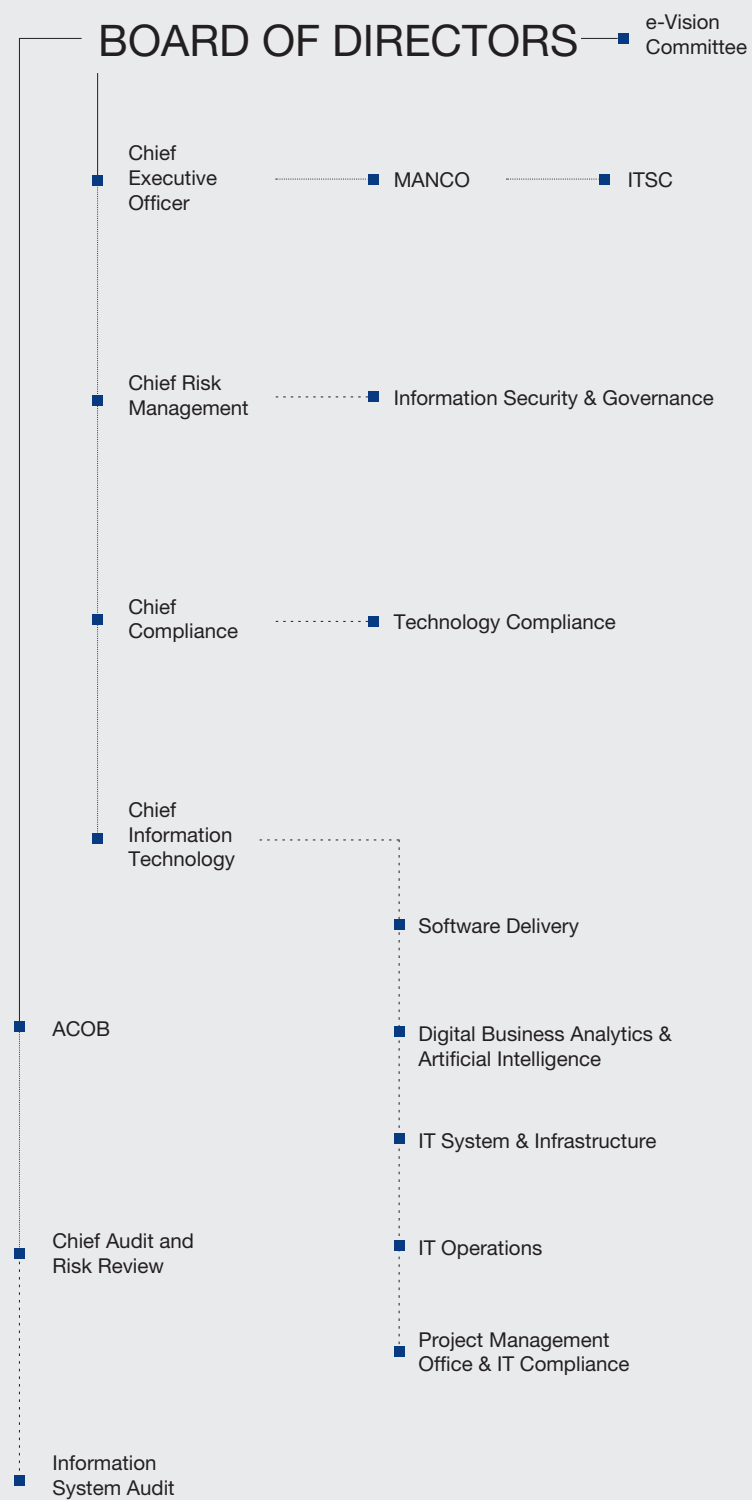 BOARD OF DIRECTORS
e-Vision
Committee
Chief
Executive
Officer
MANCO
ITSC
Chief Risk
Management
Information Security & Governance
Chief
Compliance
Technology Compliance
Chief
Information
Technology
Software Delivery
ACOB
Digital Business Analytics &
Artificial Intelligence
IT System & Infrastructure
Chief Audit and
Risk Review
IT Operations
Project Management
Office & IT Compliance
Information
System Audit